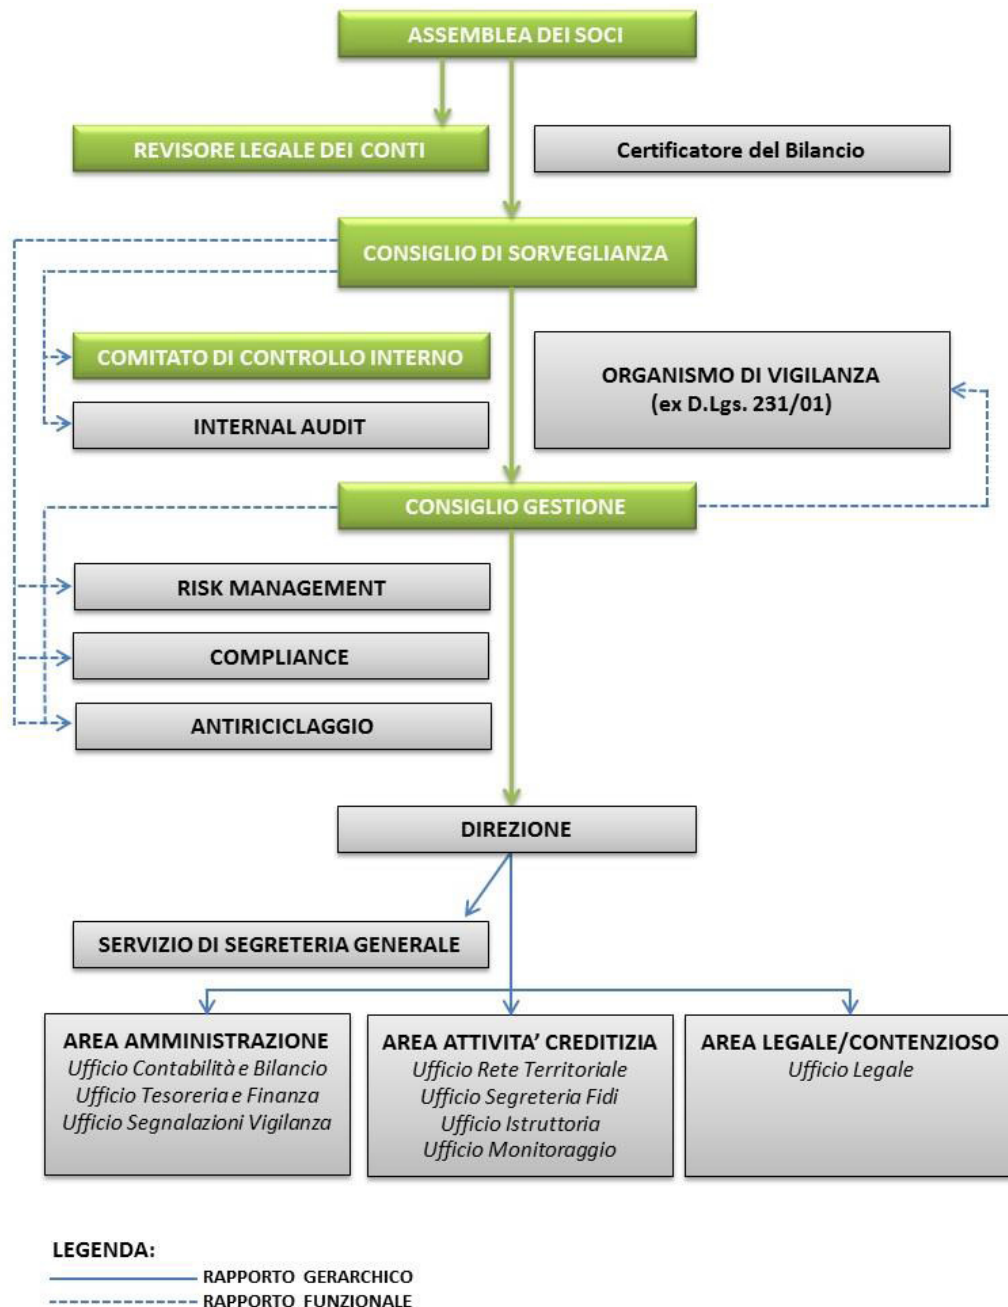 ASSEMBLEA DEI SOCI
REVISORE LEGALE DEI CONTI
Certificatore del Bilancio
CONSIGLIO DI SORVEGLIANZA
COMITATO DI CONTROLLO INTERNO
INTERNAL AUDIT
ORGANISMO DI VIGILANZA
(ex D.Lgs. 231/01)
CONSIGLIO GESTIONE
RISK MANAGEMENT
COMPLIANCE
ANTIRICICLAGGIO
DIREZIONE
SERVIZIO DI SEGRETERIA GENERALE
AREA AMMINISTRAZIONE
Ufficio Contabilità e Bilancio
Ufficio Tesoreria e Finanza
Ufficio Segnalazioni Vigilanza
AREA ATTIVITA' CREDITIZIA
Ufficio Rete Territoriale
Ufficio Segreteria Fidi
Ufficio Istruttoria
Ufficio Monitoraggio
AREA LEGALE/CONTENZIOSO
Ufficio Legale
LEGENDA:
RAPPORTO GERARCHICO
RAPPORTO FUNZIONALE